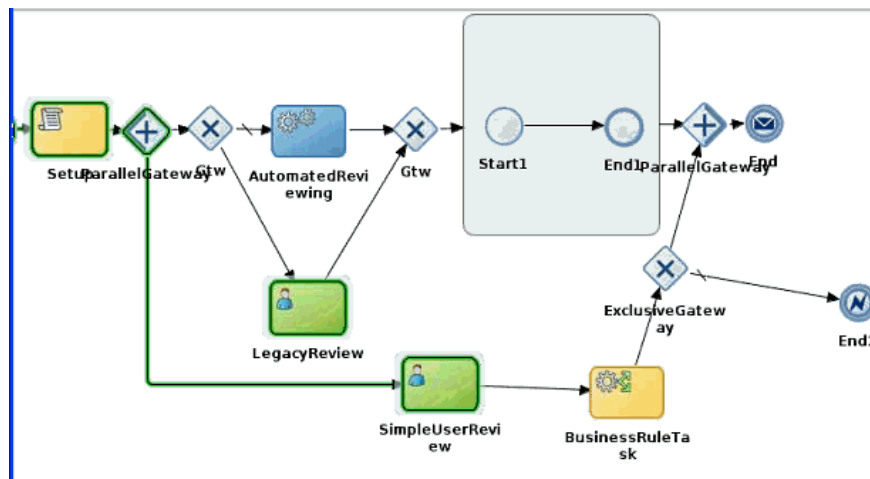 Setup
ParallelGateway
Gtw
AutomatedRevi
ewing
Gtw
Start1
End1
ParallelGateway
End
LegacyReview
ExclusiveGatew
ay
SimpleUserRevi
ew
BusinessRuleTa
sk